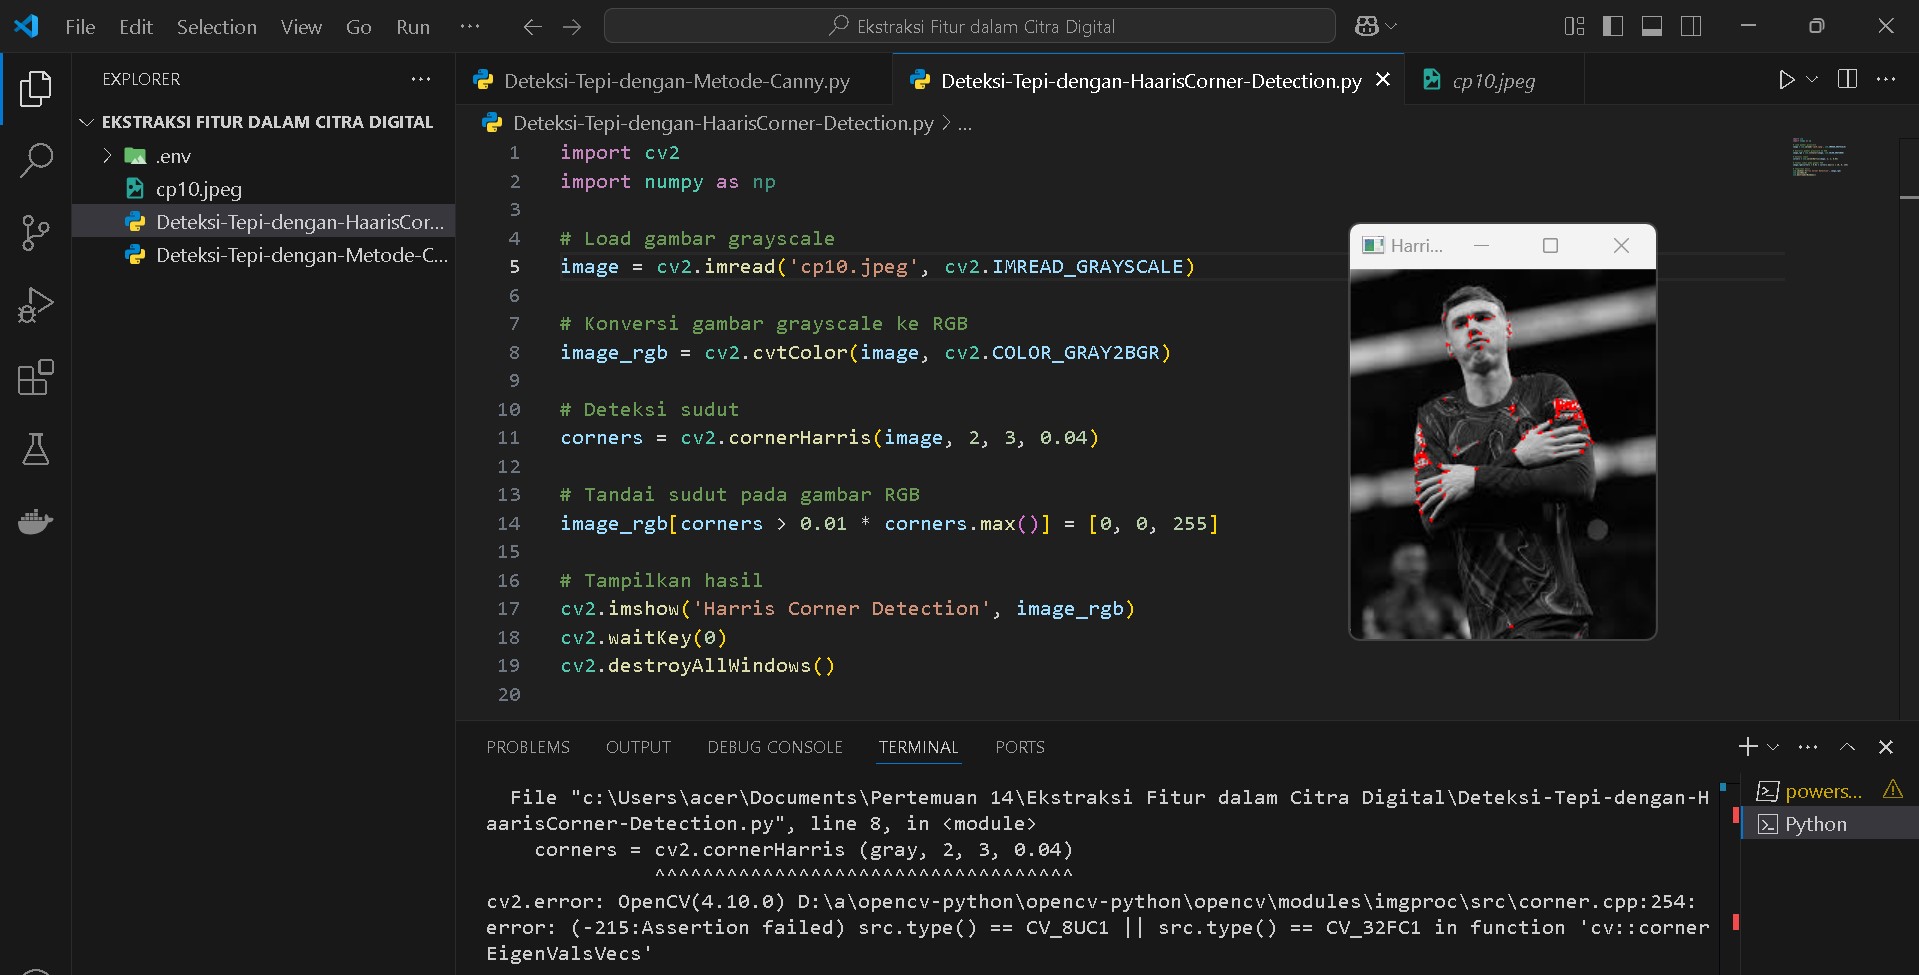 File Edit Selection View Go Run ··· Ekstraksi Fitur dalam Citra Digital
EXPLORER ···
EKSTRAKSI FITUR DALAM CITRA DIGITAL
.env
cp10.jpeg
Deteksi-Tepi-dengan-HaarisCor...
Deteksi-Tepi-dengan-Metode-C...
Deteksi-Tepi-dengan-Metode-Canny.py Deteksi-Tepi-dengan-HaarisCorner-Detection.py cp10.jpeg ···
Deteksi-Tepi-dengan-HaarisCorner-Detection.py > ...
1 import cv2
2 import numpy as np
3
4 # Load gambar grayscale
5 image = cv2.imread('cp10.jpeg', cv2.IMREAD_GRAYSCALE)
6
7 # Konversi gambar grayscale ke RGB
8 image_rgb = cv2.cvtColor(image, cv2.COLOR_GRAY2BGR)
9
10 # Deteksi sudut
11 corners = cv2.cornerHarris(image, 2, 3, 0.04)
12
13 # Tandai sudut pada gambar RGB
14 image_rgb[corners > 0.01 * corners.max()] = [0, 0, 255]
15
16 # Tampilkan hasil
17 cv2.imshow('Harris Corner Detection', image_rgb)
18 cv2.waitKey(0)
19 cv2.destroyAllWindows()
20
Harri...
PROBLEMS OUTPUT DEBUG CONSOLE TERMINAL PORTS
File "c:\Users\acer\Documents\Pertemuan 14\Ekstraksi Fitur dalam Citra Digital\Deteksi-Tepi-dengan-H
aarisCorner-Detection.py", line 8, in <module>
corners = cv2.cornerHarris (gray, 2, 3, 0.04)
^^^^^^^^^^^^^^^^^^^^^^^^^^^^^^^^^^^
cv2.error: OpenCV(4.10.0) D:\a\opencv-python\opencv-python\opencv\modules\imgproc\src\corner.cpp:254:
error: (-215:Assertion failed) src.type() == CV_8UC1 || src.type() == CV_32FC1 in function 'cv::corner
EigenValsVecs'
powers...
Python